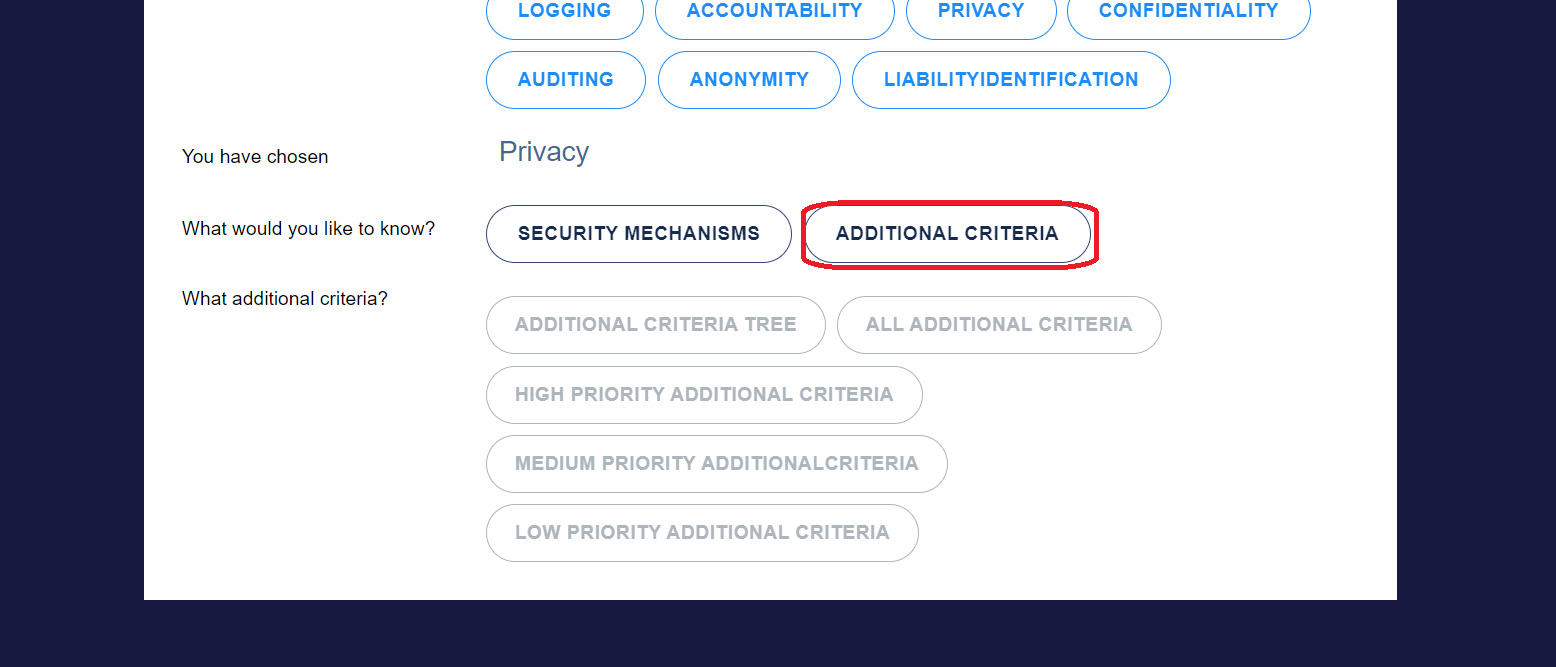 LOGGING ACCOUNTABILITY PRIVACY CONFIDENTIALITY
AUDITING ANONYMITY LIABILITYIDENTIFICATION
You have chosen Privacy
What would you like to know? SECURITY MECHANISMS ADDITIONAL CRITERIA
What additional criteria?
ADDITIONAL CRITERIA TREE ALL ADDITIONAL CRITERIA
HIGH PRIORITY ADDITIONAL CRITERIA
MEDIUM PRIORITY ADDITIONALCRITERIA
LOW PRIORITY ADDITIONAL CRITERIA